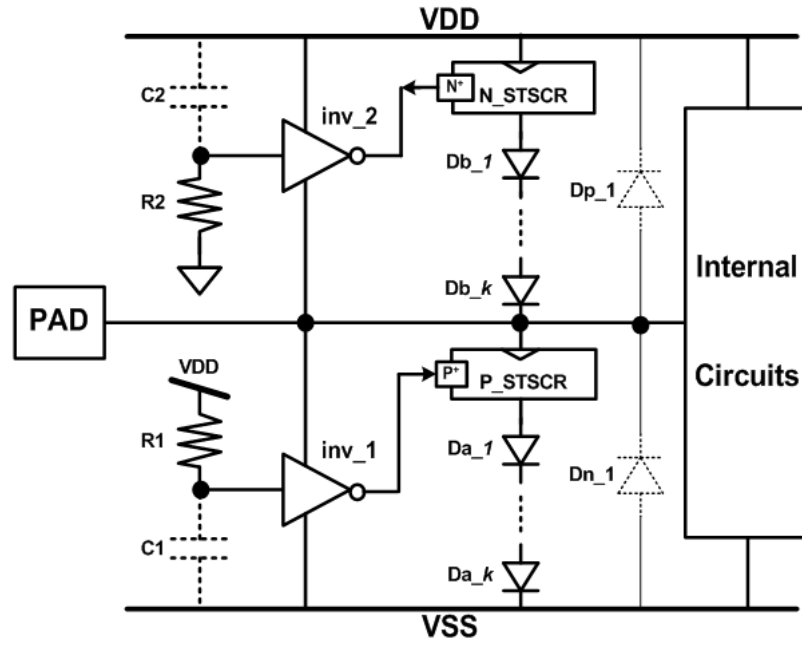 VDD
C2
inv_2
N+
N_STSCR
R2
Db_1
Dp_1
Db_k
Internal
Circuits
PAD
VDD
P+
P_STSCR
R1
inv_1
Da_1
Dn_1
C1
Da_k
VSS